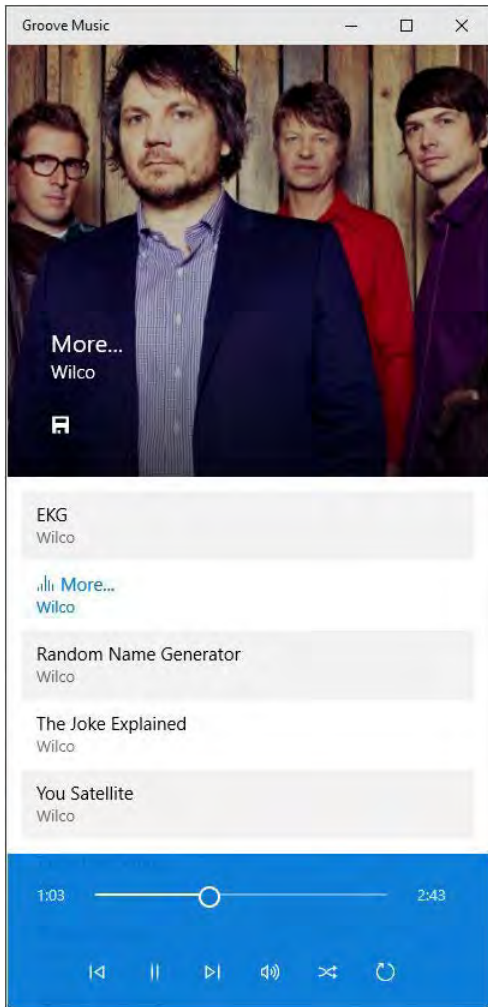 Groove Music
More...
Wilco
EKG
Wilco
More...
Wilco
Random Name Generator
Wilco
The Joke Explained
Wilco
You Satellite
Wilco
1:03 2:43